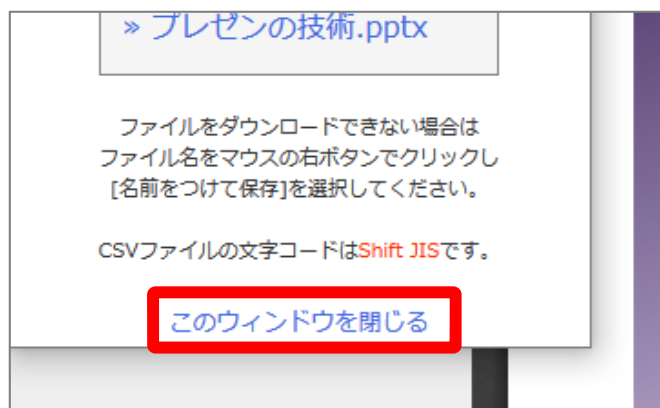 » プレゼンの技術.pptx
ファイルをダウンロードできない場合は
ファイル名をマウスの右ボタンでクリックし
[名前をつけて保存]を選択してください。
CSVファイルの文字コードはShift JISです。
このウィンドウを閉じる